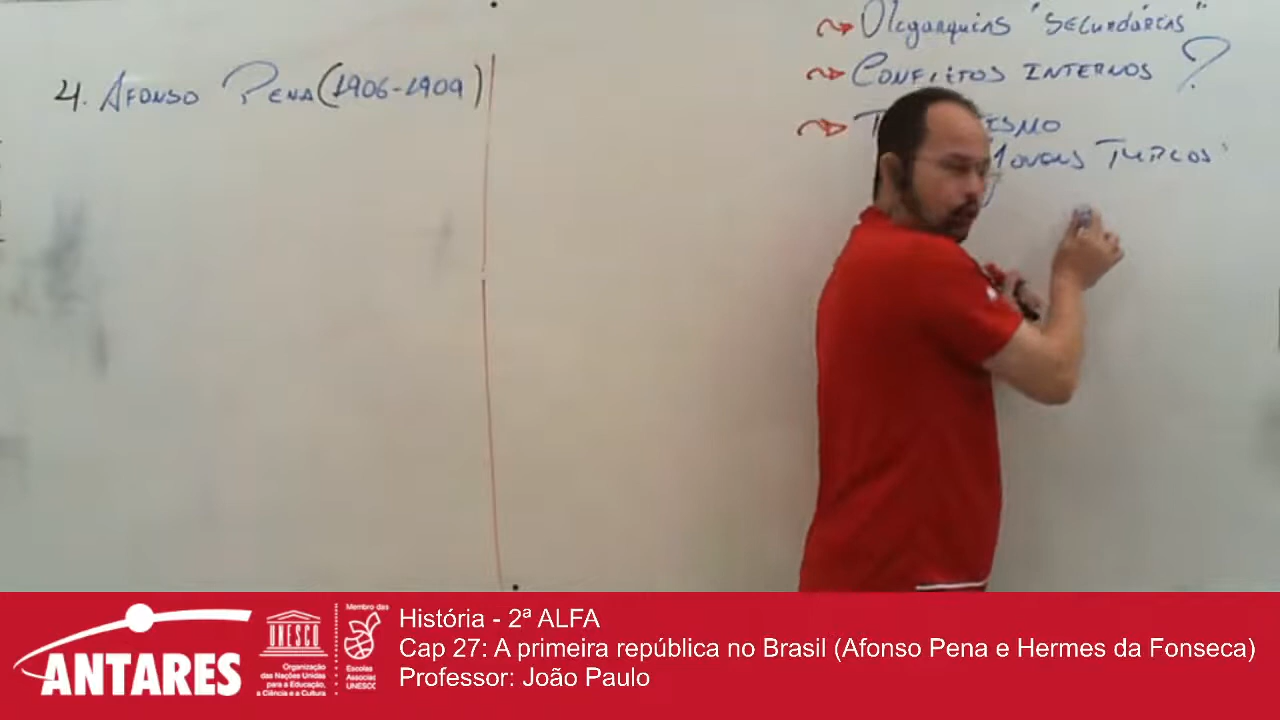 4. AFONSO PENA (1906-1909)
OLIGARQUIAS "SECUNDÁRIAS"
CONFLITOS INTERNOS ?
JOVENS TURCOS
ANTARES
UNESCO
Organização
das Nações Unidas
para a Educação,
a Ciência e a Cultura
Membro das
Escolas
Associadas
UNESCO
História - 2ª ALFA
Cap 27: A primeira república no Brasil (Afonso Pena e Hermes da Fonseca)
Professor: João Paulo